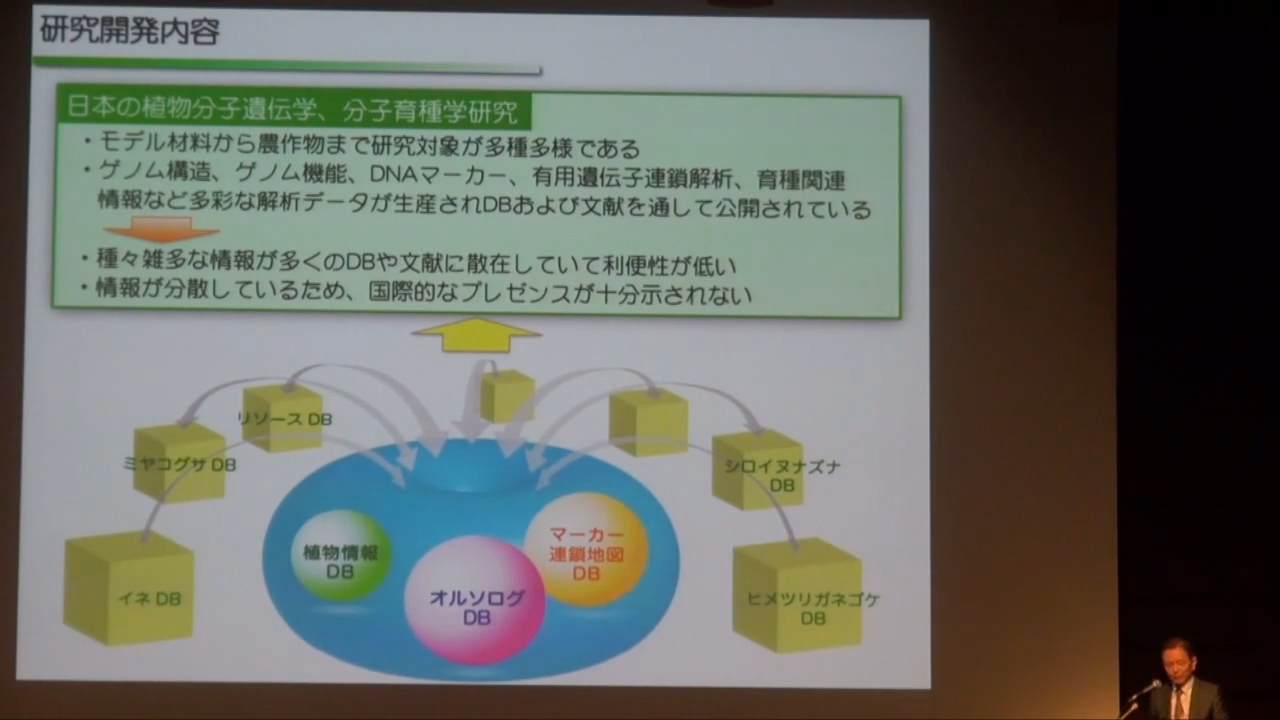 研究開発内容
日本の植物分子遺伝学、分子育種学研究
・モデル材料から農作物まで研究対象が多種多様である
・ゲノム構造、ゲノム機能、DNAマーカー、有用遺伝子連鎖解析、育種関連
情報など多彩な解析データが生産されDBおよび文献を通して公開されている
・種々雑多な情報が多くのDBや文献に散在していて利便性が低い
・情報が分散しているため、国際的なプレゼンスが十分示されない
リソース DB
ミヤコグサ DB
イネ DB
シロイヌナズナ
DB
ヒメツリガネゴケ
DB
植物情報
DB
オルソログ
DB
マーカー
連鎖地図
DB